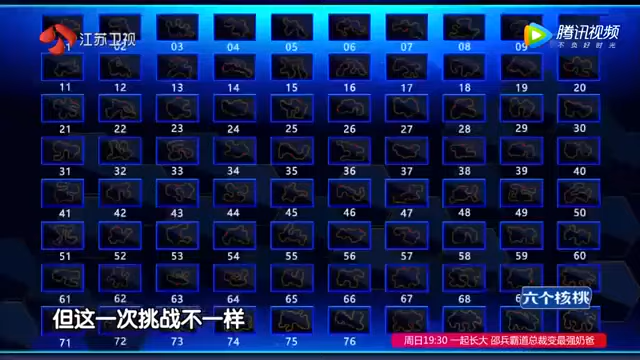 江苏卫视
腾讯视频
不负好时光
1 02 03 04 05 06 07 08 09
11 12 13 14 15 16 17 18 19 20
21 22 23 24 25 26 27 28 29 30
31 32 33 34 35 36 37 38 39 40
41 42 43 44 45 46 47 48 49 50
51 52 53 54 55 56 57 58 59 60
61 62 63 64 65 66 67 68
六个核桃
但这一次挑战不一样
71 72 73 74 75 76
周日19:30 一起长大 邵兵霸道总裁变最强奶爸